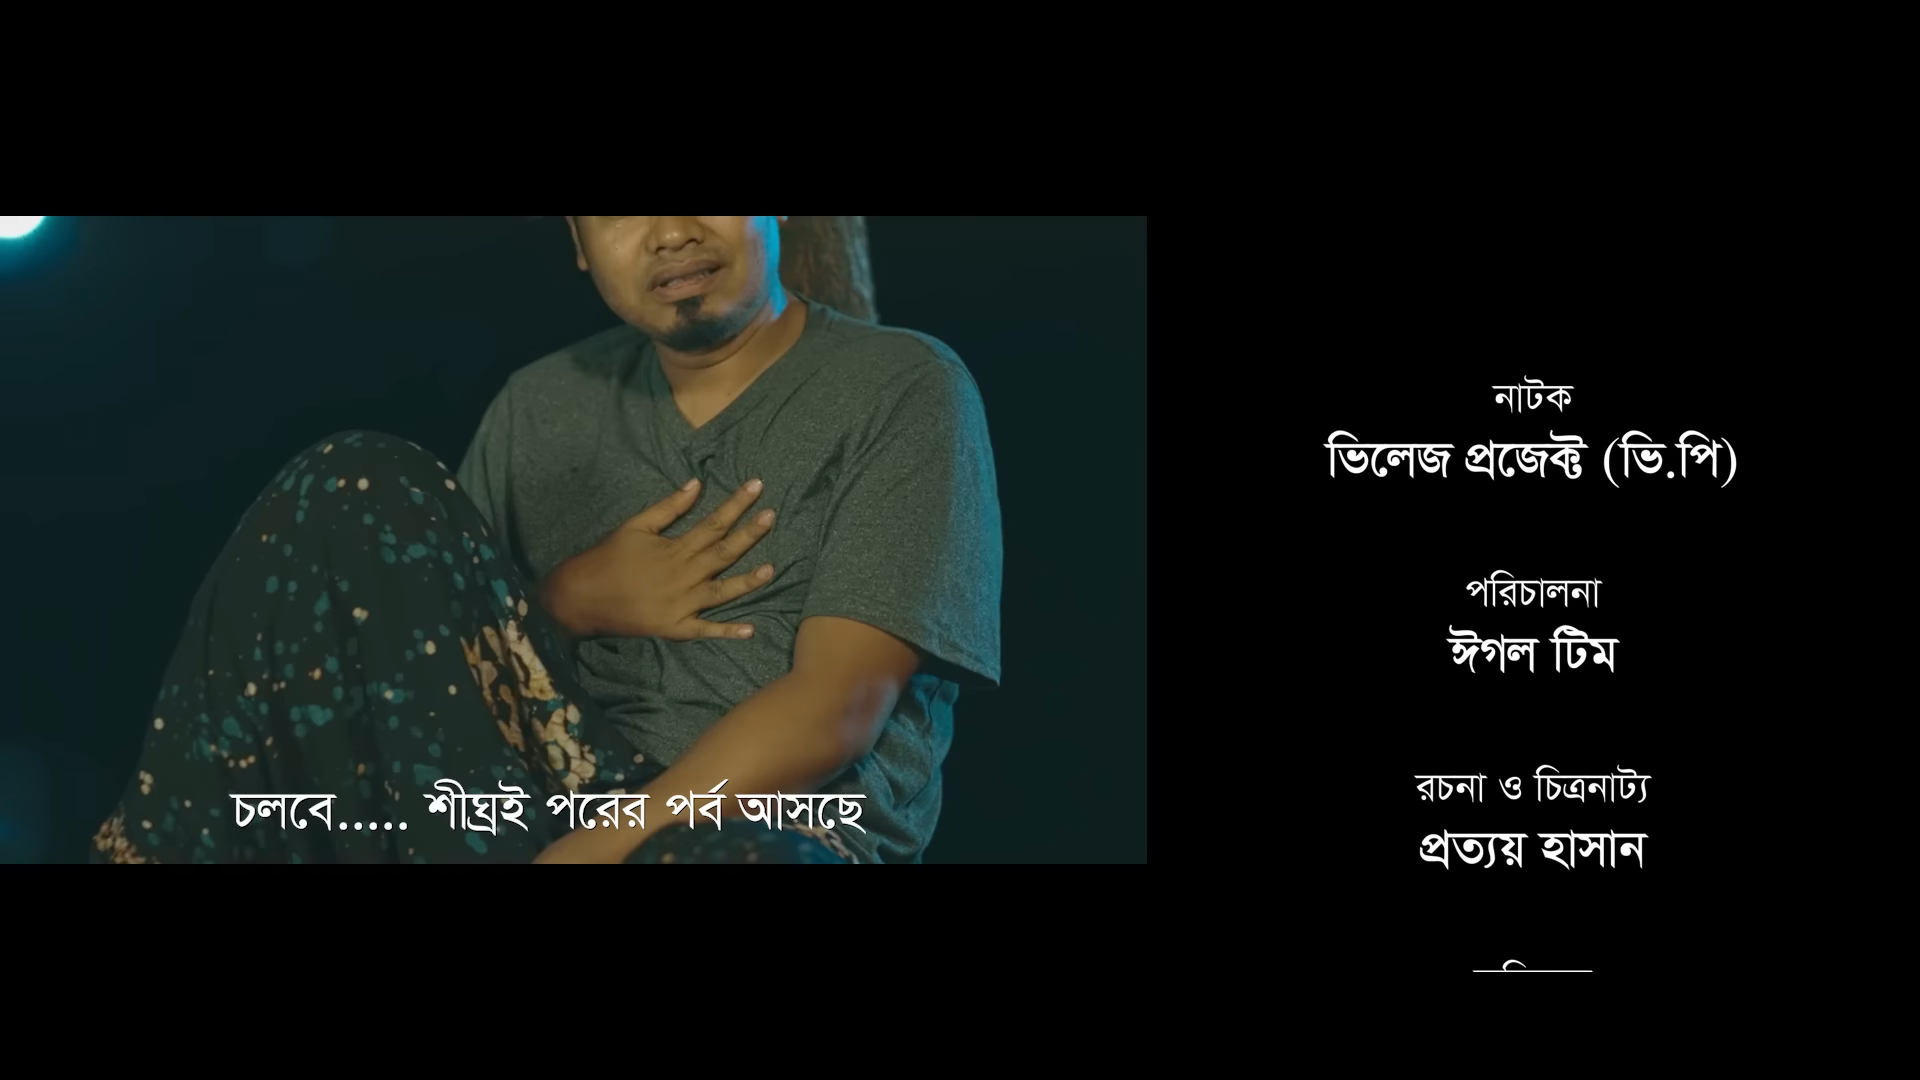 চলবে..... শীঘ্রই পরের পর্ব আসছে
নাটক
ভিলেজ প্রজেক্ট (ভি.পি)
পরিচালনা
ঈগল টিম
রচনা ও চিত্রনাট্য
প্রত্যয় হাসান